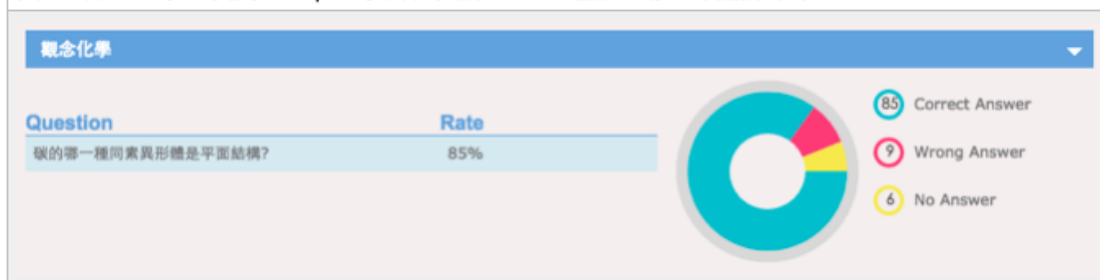 觀念化學
Question Rate
碳的哪一種同素異形體是平面結構? 85%
85 Correct Answer
9 Wrong Answer
6 No Answer